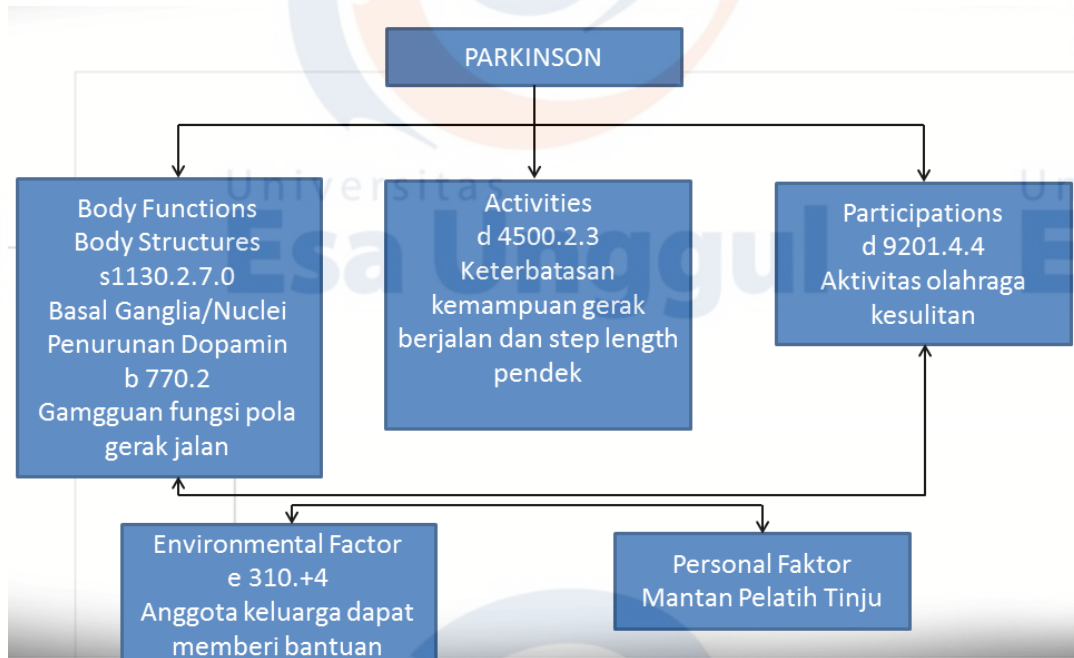 PARKINSON
Universitas
Esa Unggul
Un
E
Body Functions
Body Structures
s1130.2.7.0
Basal Ganglia/Nuclei
Penurunan Dopamin
b 770.2
Gamgguan fungsi pola
gerak jalan
Activities
d 4500.2.3
Keterbatasan
kemampuan gerak
berjalan dan step length
pendek
Participations
d 9201.4.4
Aktivitas olahraga
kesulitan
Environmental Factor
e 310.+4
Anggota keluarga dapat
memberi bantuan
Personal Faktor
Mantan Pelatih Tinju